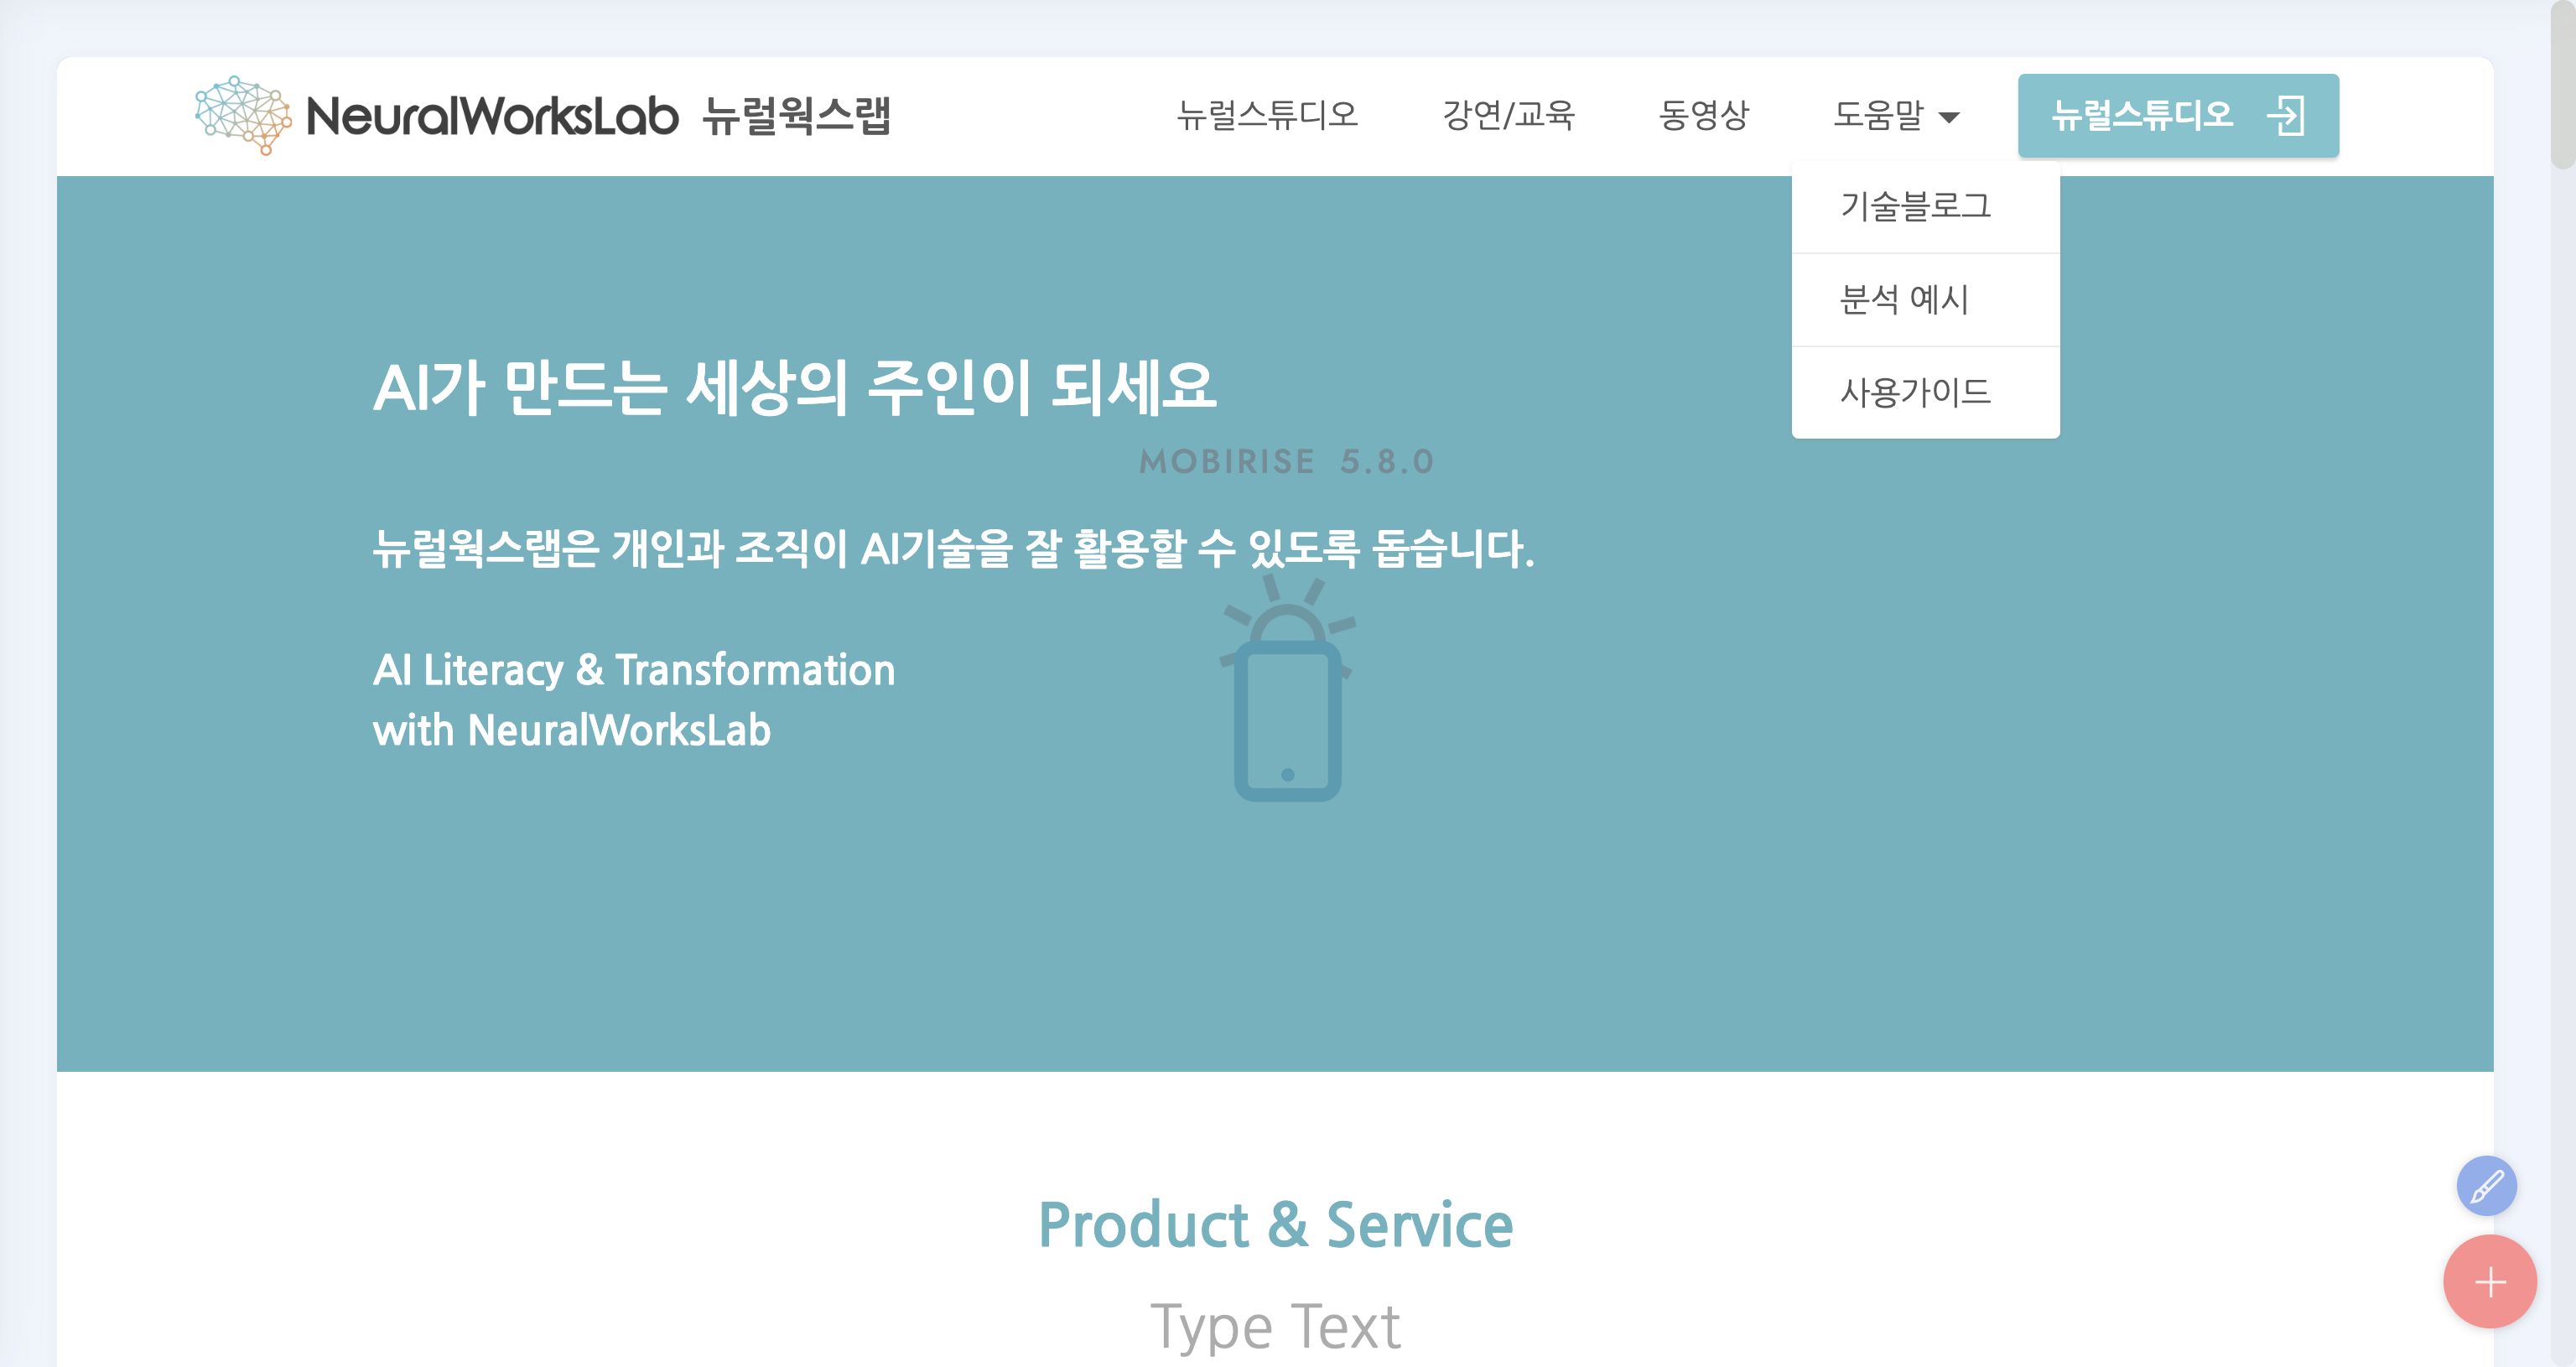 NeuralWorksLab 뉴럴웍스랩
뉴럴스튜디오
강연/교육
동영상
도움말
뉴럴스튜디오
기술블로그
분석 예시
사용가이드
AI가 만드는 세상의 주인이 되세요
MOBIRISE 5.8.0
뉴럴웍스랩은 개인과 조직이 AI기술을 잘 활용할 수 있도록 돕습니다.
AI Literacy & Transformation
with NeuralWorksLab
Product & Service
Type Text